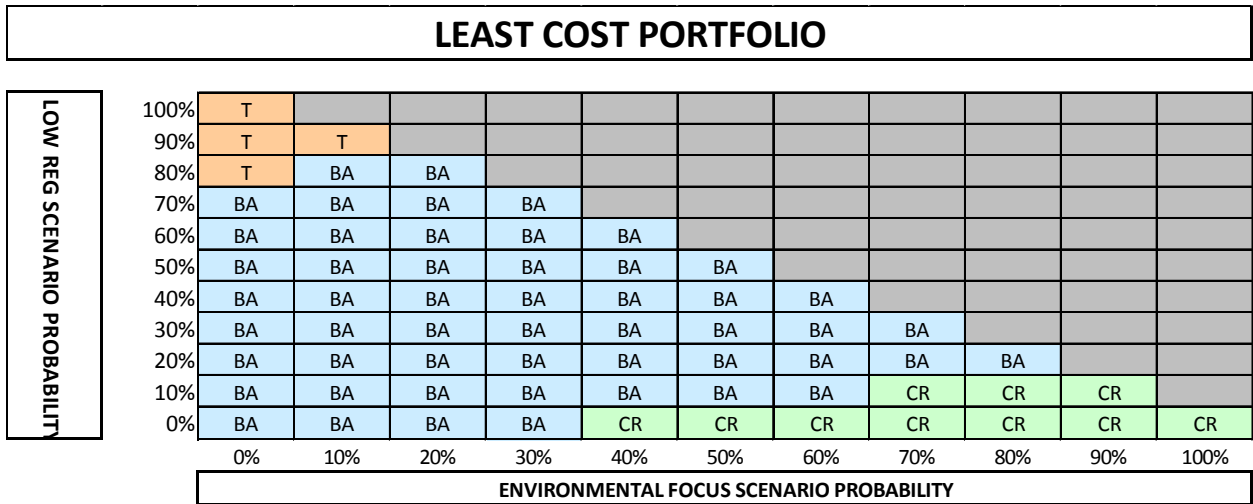 LEAST COST PORTFOLIO
LOW REG SCENARIO PROBABILITY
100% T
90% T T
80% T BA BA
70% BA BA BA BA
60% BA BA BA BA BA
50% BA BA BA BA BA BA
40% BA BA BA BA BA BA BA
30% BA BA BA BA BA BA BA BA
20% BA BA BA BA BA BA BA BA BA
10% BA BA BA BA BA BA BA CR CR CR
0% BA BA BA BA CR CR CR CR CR CR CR
0% 10% 20% 30% 40% 50% 60% 70% 80% 90% 100%
ENVIRONMENTAL FOCUS SCENARIO PROBABILITY